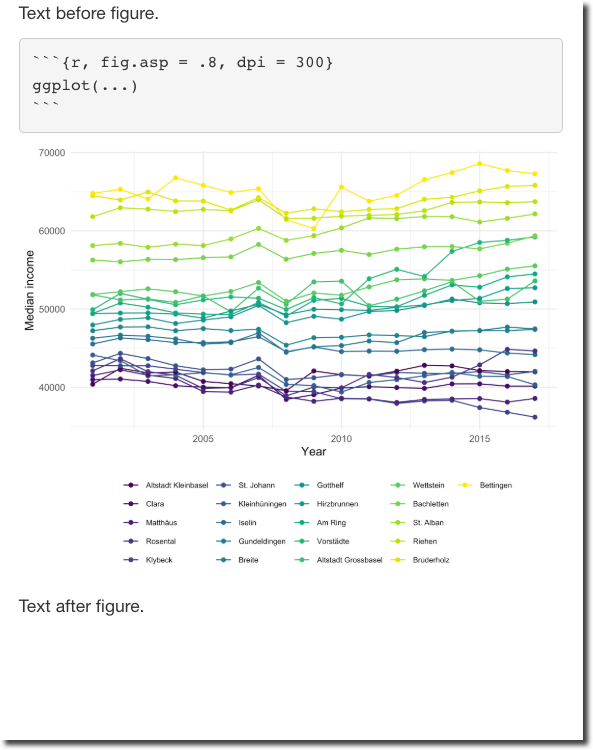 Text before figure.
```{r, fig.asp = .8, dpi = 300}
ggplot(...)
```
70000
60000
50000
40000
Median income
2005 2010 2015
Year
Altstadt Kleinbasel St. Johann Gotthelf Wettstein Bettingen
Clara Kleinhüningen Hirzbrunnen Bachletten
Matthäus Iselin Am Ring St. Alban
Rosental Gundeldingen Vorstädte Riehen
Klybeck Breite Altstadt Grossbasel Bruderholz
Text after figure.